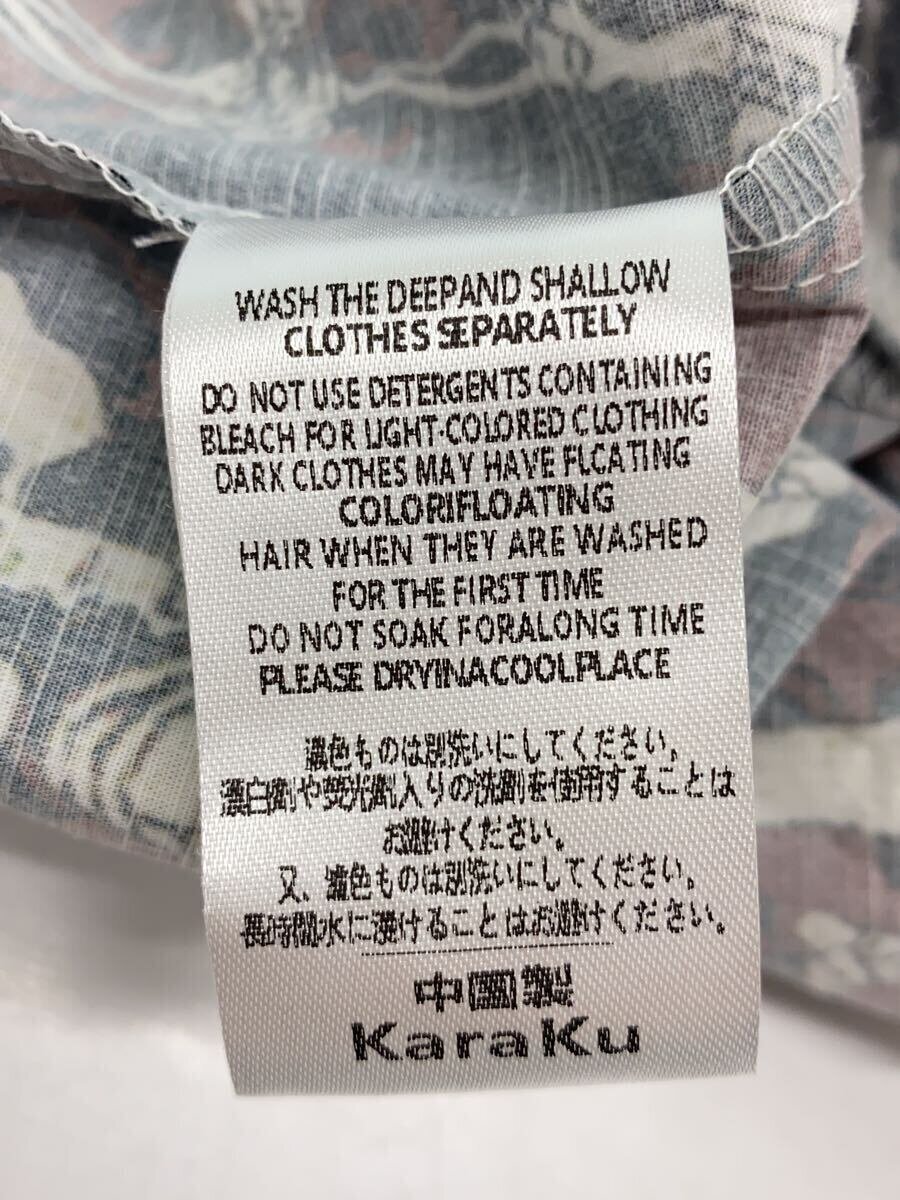 WASH THE DEEPAND SHALLOW
CLOTHES SEPARATELY
DO NOT USE DETERGENTS CONTAINING
BLEACH FOR LIGHT-COLORED CLOTHING
DARK CLOTHES MAY HAVE FLCATING
COLORIFLOATING
HAIR WHEN THEY ARE WASHED
FOR THE FIRST TIME
DO NOT SOAK FORALONG TIME
PLEASE DRYINACOOLPLACE
濃色ものは別洗いにしてください。
漂白剤や蛍光剤入りの洗剤を使用することは
お避けください。
又、濃色ものは別洗いにしてください。
長時間水に漬けることはお避けください。
中国製
KaraKu